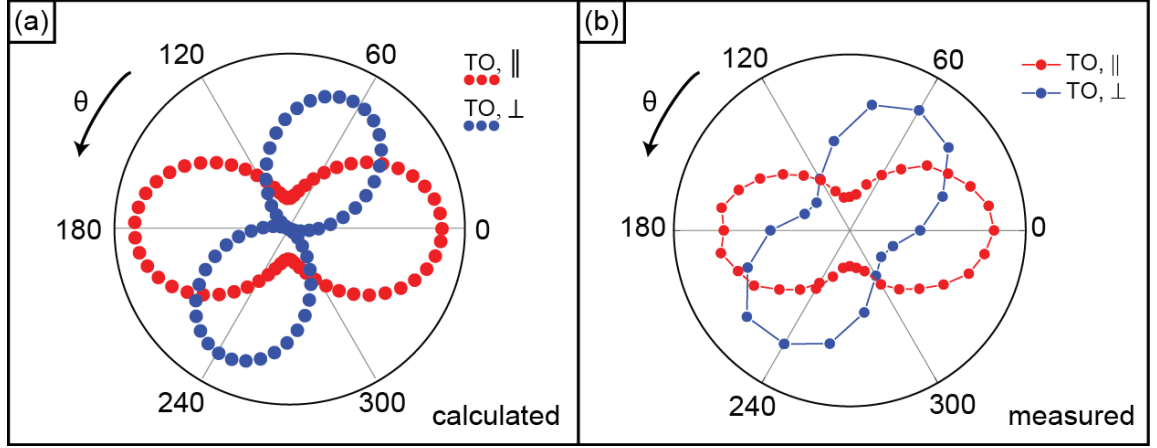 (a)
120
60
TO, ∥
TO, ⊥
θ
180
0
240
300
calculated
(b)
120
60
TO, ∥
TO, ⊥
θ
180
0
240
300
measured